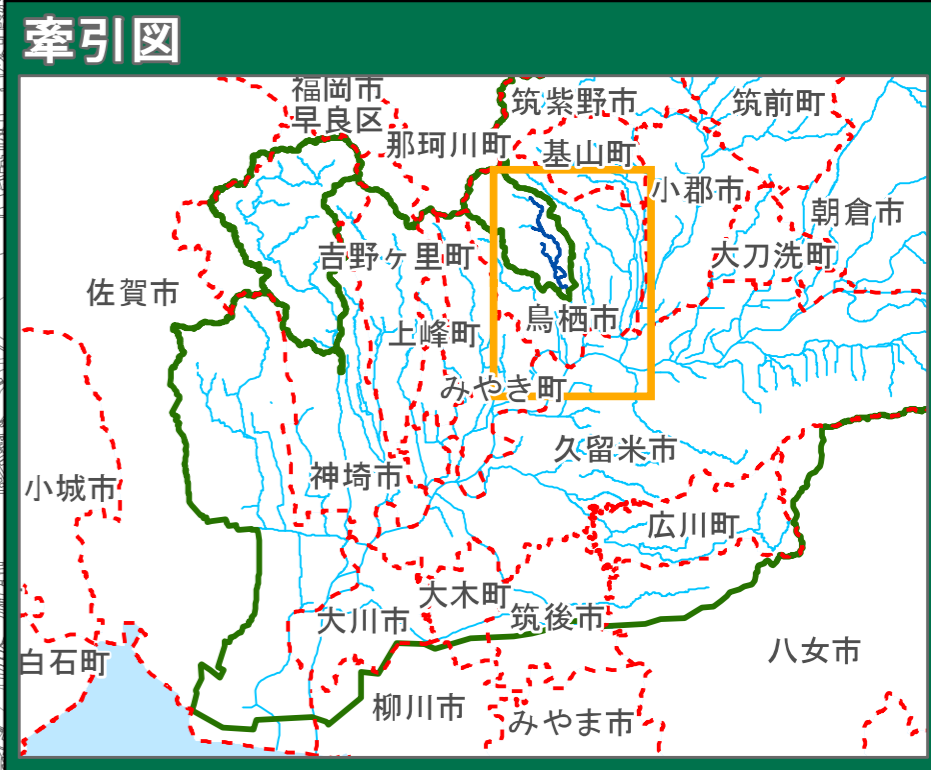 牽引図
福岡市
早良区
筑紫野市
筑前町
那珂川町
基山町
小郡市
朝倉市
吉野ヶ里町
大刀洗町
佐賀市
鳥栖市
上峰町
みやき町
久留米市
神埼市
小城市
広川町
大木町
大川市
筑後市
白石町
八女市
柳川市
みやま市